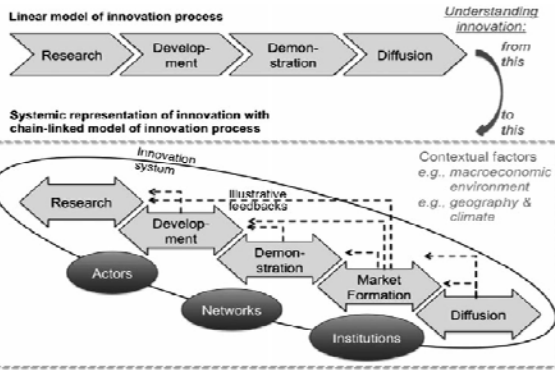 Linear model of innovation process
Understanding
innovation:
from
this
Research
Develop-
ment
Demon-
stration
Diffusion
to
this
Systemic representation of innovation with
chain-linked model of innovation process
Innovation
system
Contextual factors
e.g., macroeconomic
environment
e.g., geography &
climate
Research
Illustrative
feedbacks
Develop-
ment
Demon-
stration
Market
Formation
Diffusion
Actors
Networks
Institutions